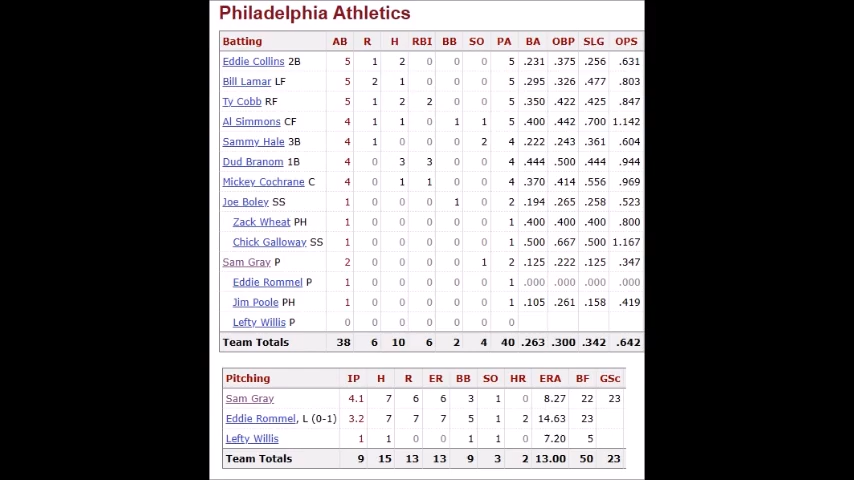 Philadelphia Athletics
Batting AB R H RBI BB SO PA BA OBP SLG OPS
Eddie Collins 2B 5 1 2 0 0 0 5 .231 .375 .256 .631
Bill Lamar LF 5 2 1 0 0 0 5 .295 .326 .477 .803
Ty Cobb RF 5 1 2 2 0 0 5 .350 .422 .425 .847
Al Simmons CF 4 1 1 0 1 1 5 .400 .442 .700 1.142
Sammy Hale 3B 4 1 0 0 0 2 4 .222 .243 .361 .604
Dud Branom 1B 4 0 3 3 0 0 4 .444 .500 .444 .944
Mickey Cochrane C 4 0 1 1 0 0 4 .370 .414 .556 .969
Joe Boley SS 1 0 0 0 1 0 2 .194 .265 .258 .523
Zack Wheat PH 1 0 0 0 0 0 1 .400 .400 .400 .800
Chick Galloway SS 1 0 0 0 0 0 1 .500 .667 .500 1.167
Sam Gray P 2 0 0 0 0 1 2 .125 .222 .125 .347
Eddie Rommel P 1 0 0 0 0 0 1 .000 .000 .000 .000
Jim Poole PH 1 0 0 0 0 0 1 .105 .261 .158 .419
Lefty Willis P 0 0 0 0 0 0 0
Team Totals 38 6 10 6 2 4 40 .263 .300 .342 .642
Pitching IP H R ER BB SO HR ERA BF GSc
Sam Gray 4.1 7 6 6 3 1 0 8.27 22 23
Eddie Rommel, L (0-1) 3.2 7 7 7 5 1 2 14.63 23
Lefty Willis 1 1 0 0 1 1 0 7.20 5
Team Totals 9 15 13 13 9 3 2 13.00 50 23